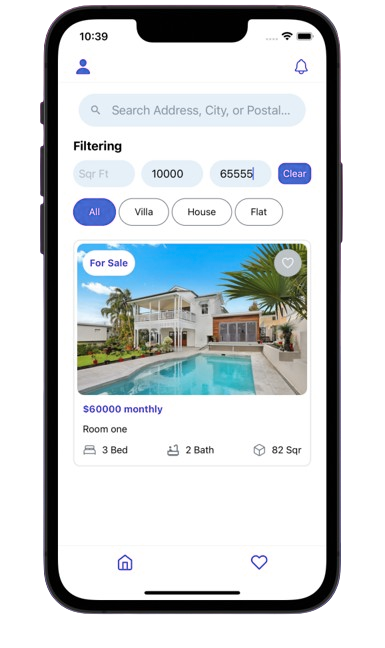 10:39
Search Address, City, or Postal...
Filtering
Sqr Ft 10000 65555 Clear
All Villa House Flat
For Sale
$60000 monthly
Room one
3 Bed 2 Bath 82 Sqr